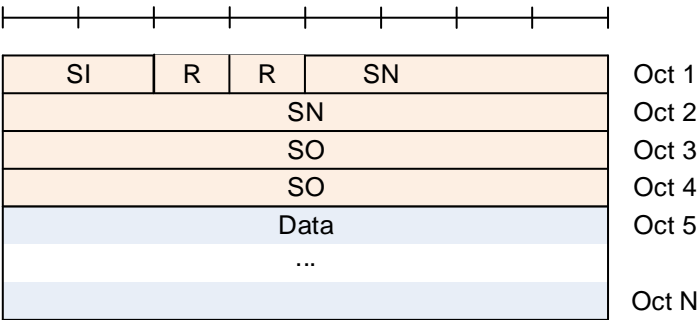 SI R R SN Oct 1
SN Oct 2
SO Oct 3
SO Oct 4
Data Oct 5
...
Oct N